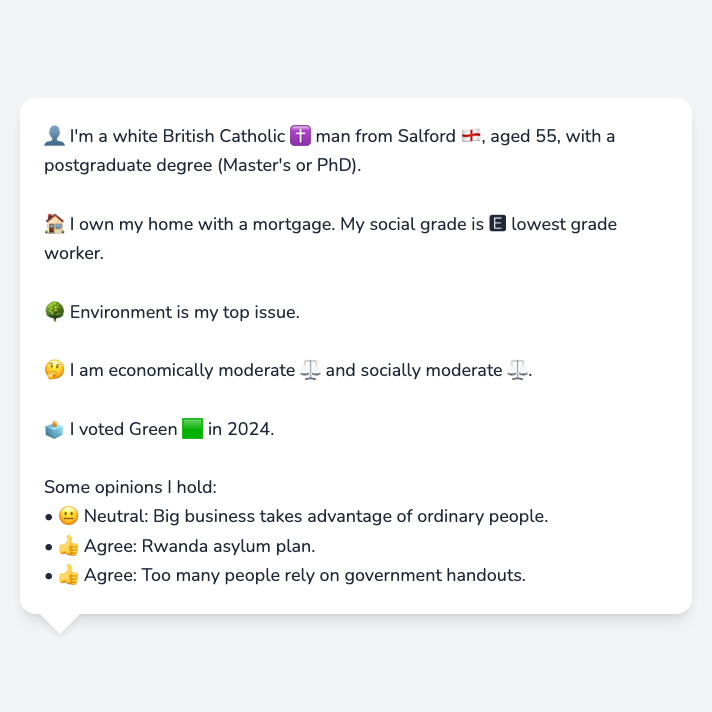 👤 I'm a white British Catholic ✝️ man from Salford 🏴󠁧󠁢󠁥󠁮󠁧󠁿, aged 55, with a
postgraduate degree (Master's or PhD).
🏠 I own my home with a mortgage. My social grade is 🅴 lowest grade
worker.
🌳 Environment is my top issue.
🤔 I am economically moderate ⚖️ and socially moderate ⚖️.
🗳️ I voted Green 🟩 in 2024.
Some opinions I hold:
• 😐 Neutral: Big business takes advantage of ordinary people.
• 👍 Agree: Rwanda asylum plan.
• 👍 Agree: Too many people rely on government handouts.